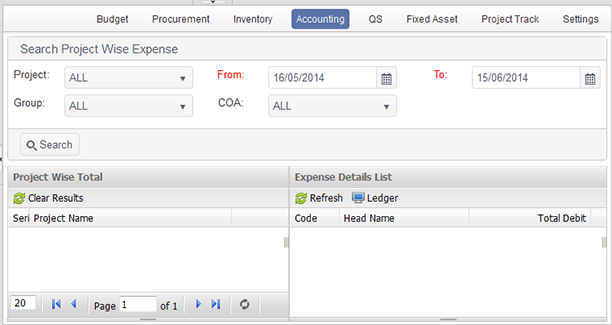 Budget Procurement Inventory Accounting QS Fixed Asset Project Track Settings
Search Project Wise Expense
Project: ALL From: 16/05/2014 To: 15/06/2014
Group: ALL COA: ALL
Search
Project Wise Total Expense Details List
Clear Results Refresh Ledger
Seri Project Name Code Head Name Total Debit
20 Page 1 of 1